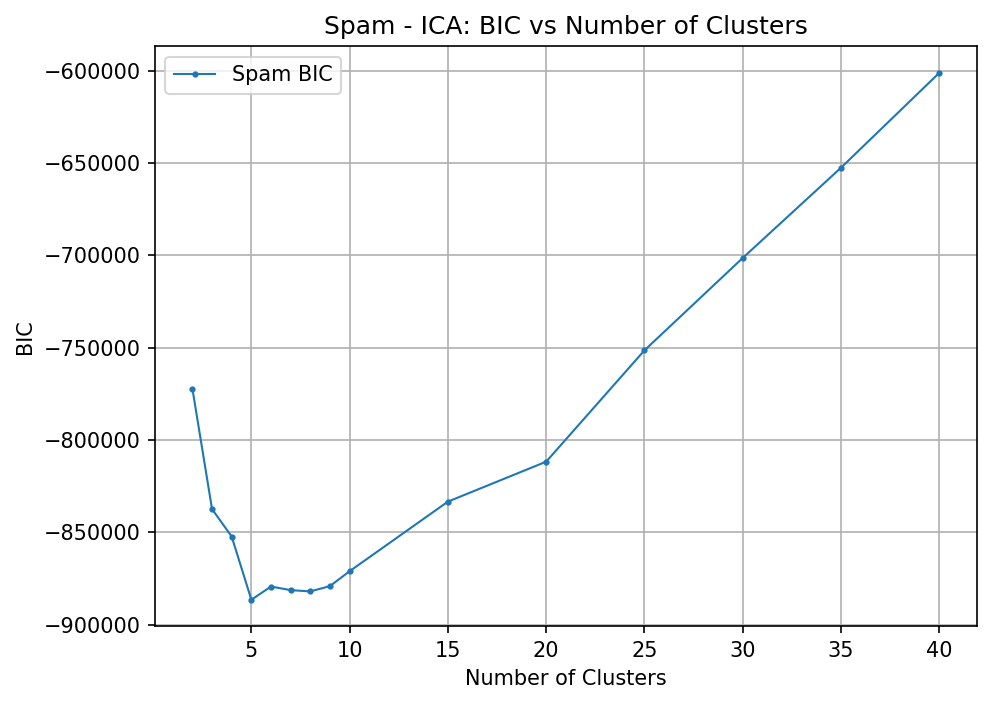 Spam - ICA: BIC vs Number of Clusters
Spam BIC
−600000
−650000
−700000
−750000
−800000
−850000
−900000
BIC
5 10 15 20 25 30 35 40
Number of Clusters